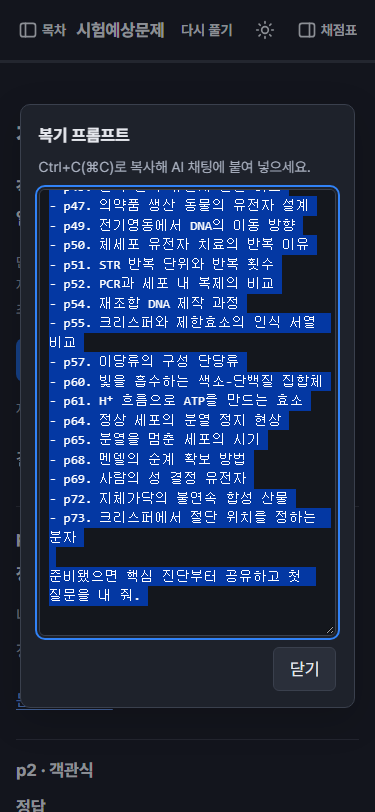 목차 시험예상문제 다시 풀기 채점표
복기 프롬프트
Ctrl+C(⌘C)로 복사해 AI 채팅에 붙여 넣으세요.
- p47. 의약품 생산 동물의 유전자 설계
- p49. 전기영동에서 DNA의 이동 방향
- p50. 체세포 유전자 치료의 반복 이유
- p51. STR 반복 단위와 반복 횟수
- p52. PCR과 세포 내 복제의 비교
- p54. 재조합 DNA 제작 과정
- p55. 크리스퍼와 제한효소의 인식 서열
비교
- p57. 이당류의 구성 단당류
- p60. 빛을 흡수하는 색소-단백질 집합체
- p61. H⁺ 흐름으로 ATP를 만드는 효소
- p64. 정상 세포의 분열 정지 현상
- p65. 분열을 멈춘 세포의 시기
- p68. 멘델의 순계 확보 방법
- p69. 사람의 성 결정 유전자
- p72. 지체가닥의 불연속 합성 산물
- p73. 크리스퍼에서 절단 위치를 정하는
분자
준비됐으면 핵심 진단부터 공유하고 첫
질문을 내 줘.
닫기
p2 · 객관식
정답